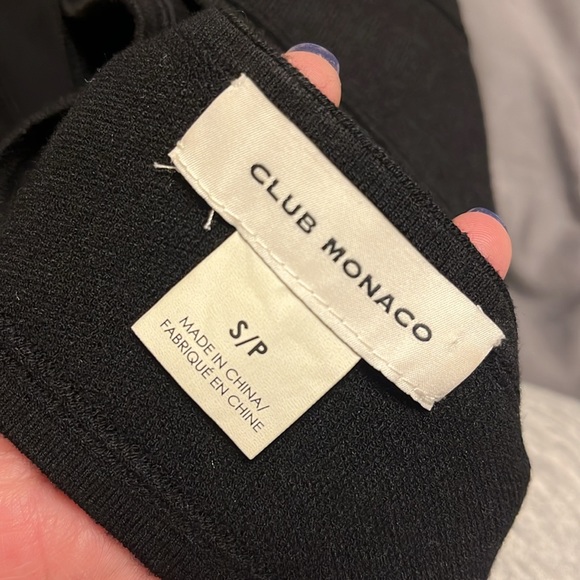 CLUB MONACO
S/P
MADE IN CHINA/
FABRIQUÉ EN CHINE